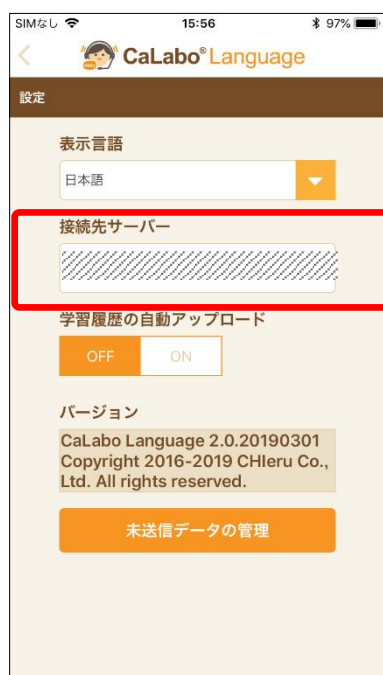 SIMなし 15:56 97%
CaLabo® Language
設定
表示言語
日本語
接続先サーバー
学習履歴の自動アップロード
OFF ON
バージョン
CaLabo Language 2.0.20190301
Copyright 2016-2019 CHIeru Co.,
Ltd. All rights reserved.
未送信データの管理